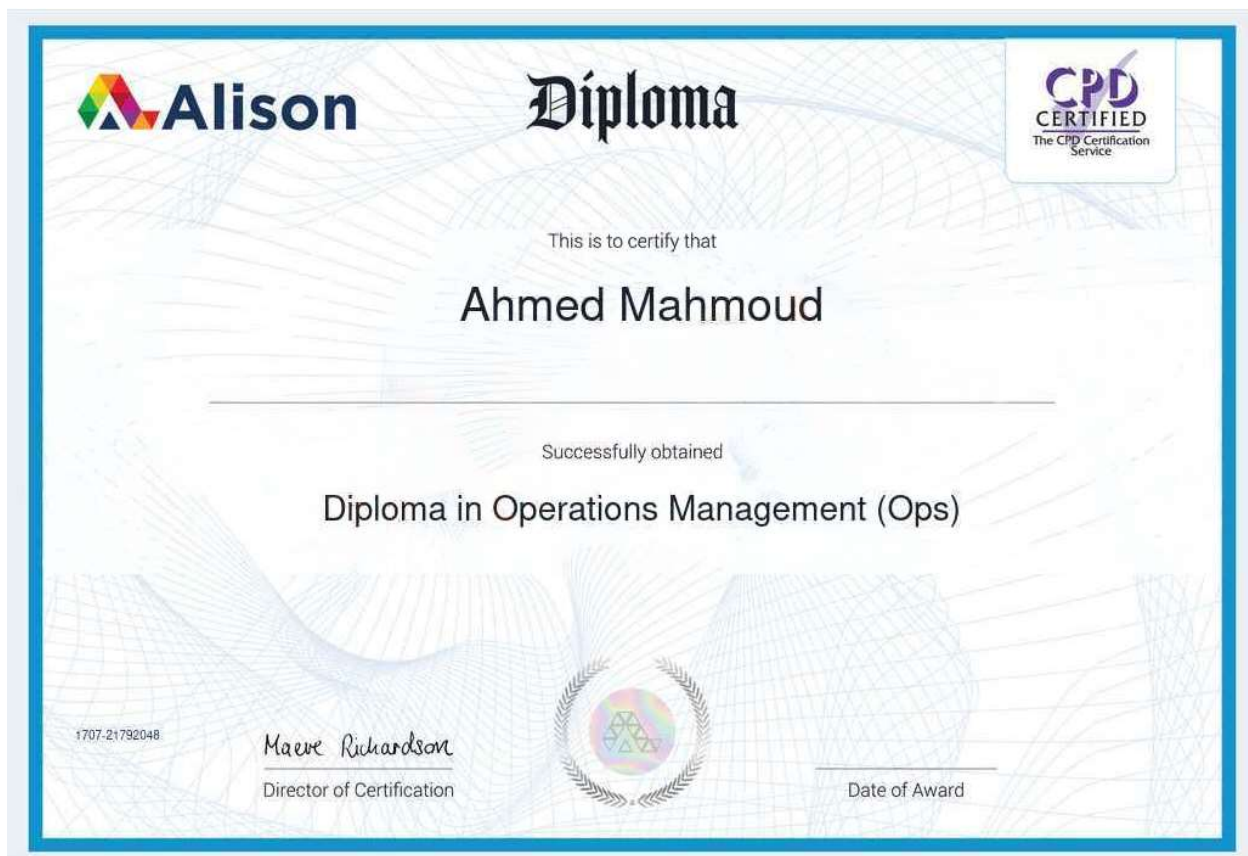 Alison
Diploma
CPD
CERTIFIED
The CPD Certification
Service
This is to certify that
Ahmed Mahmoud
Successfully obtained
Diploma in Operations Management (Ops)
1707-21792048
Maeve Richardson
Director of Certification
Date of Award